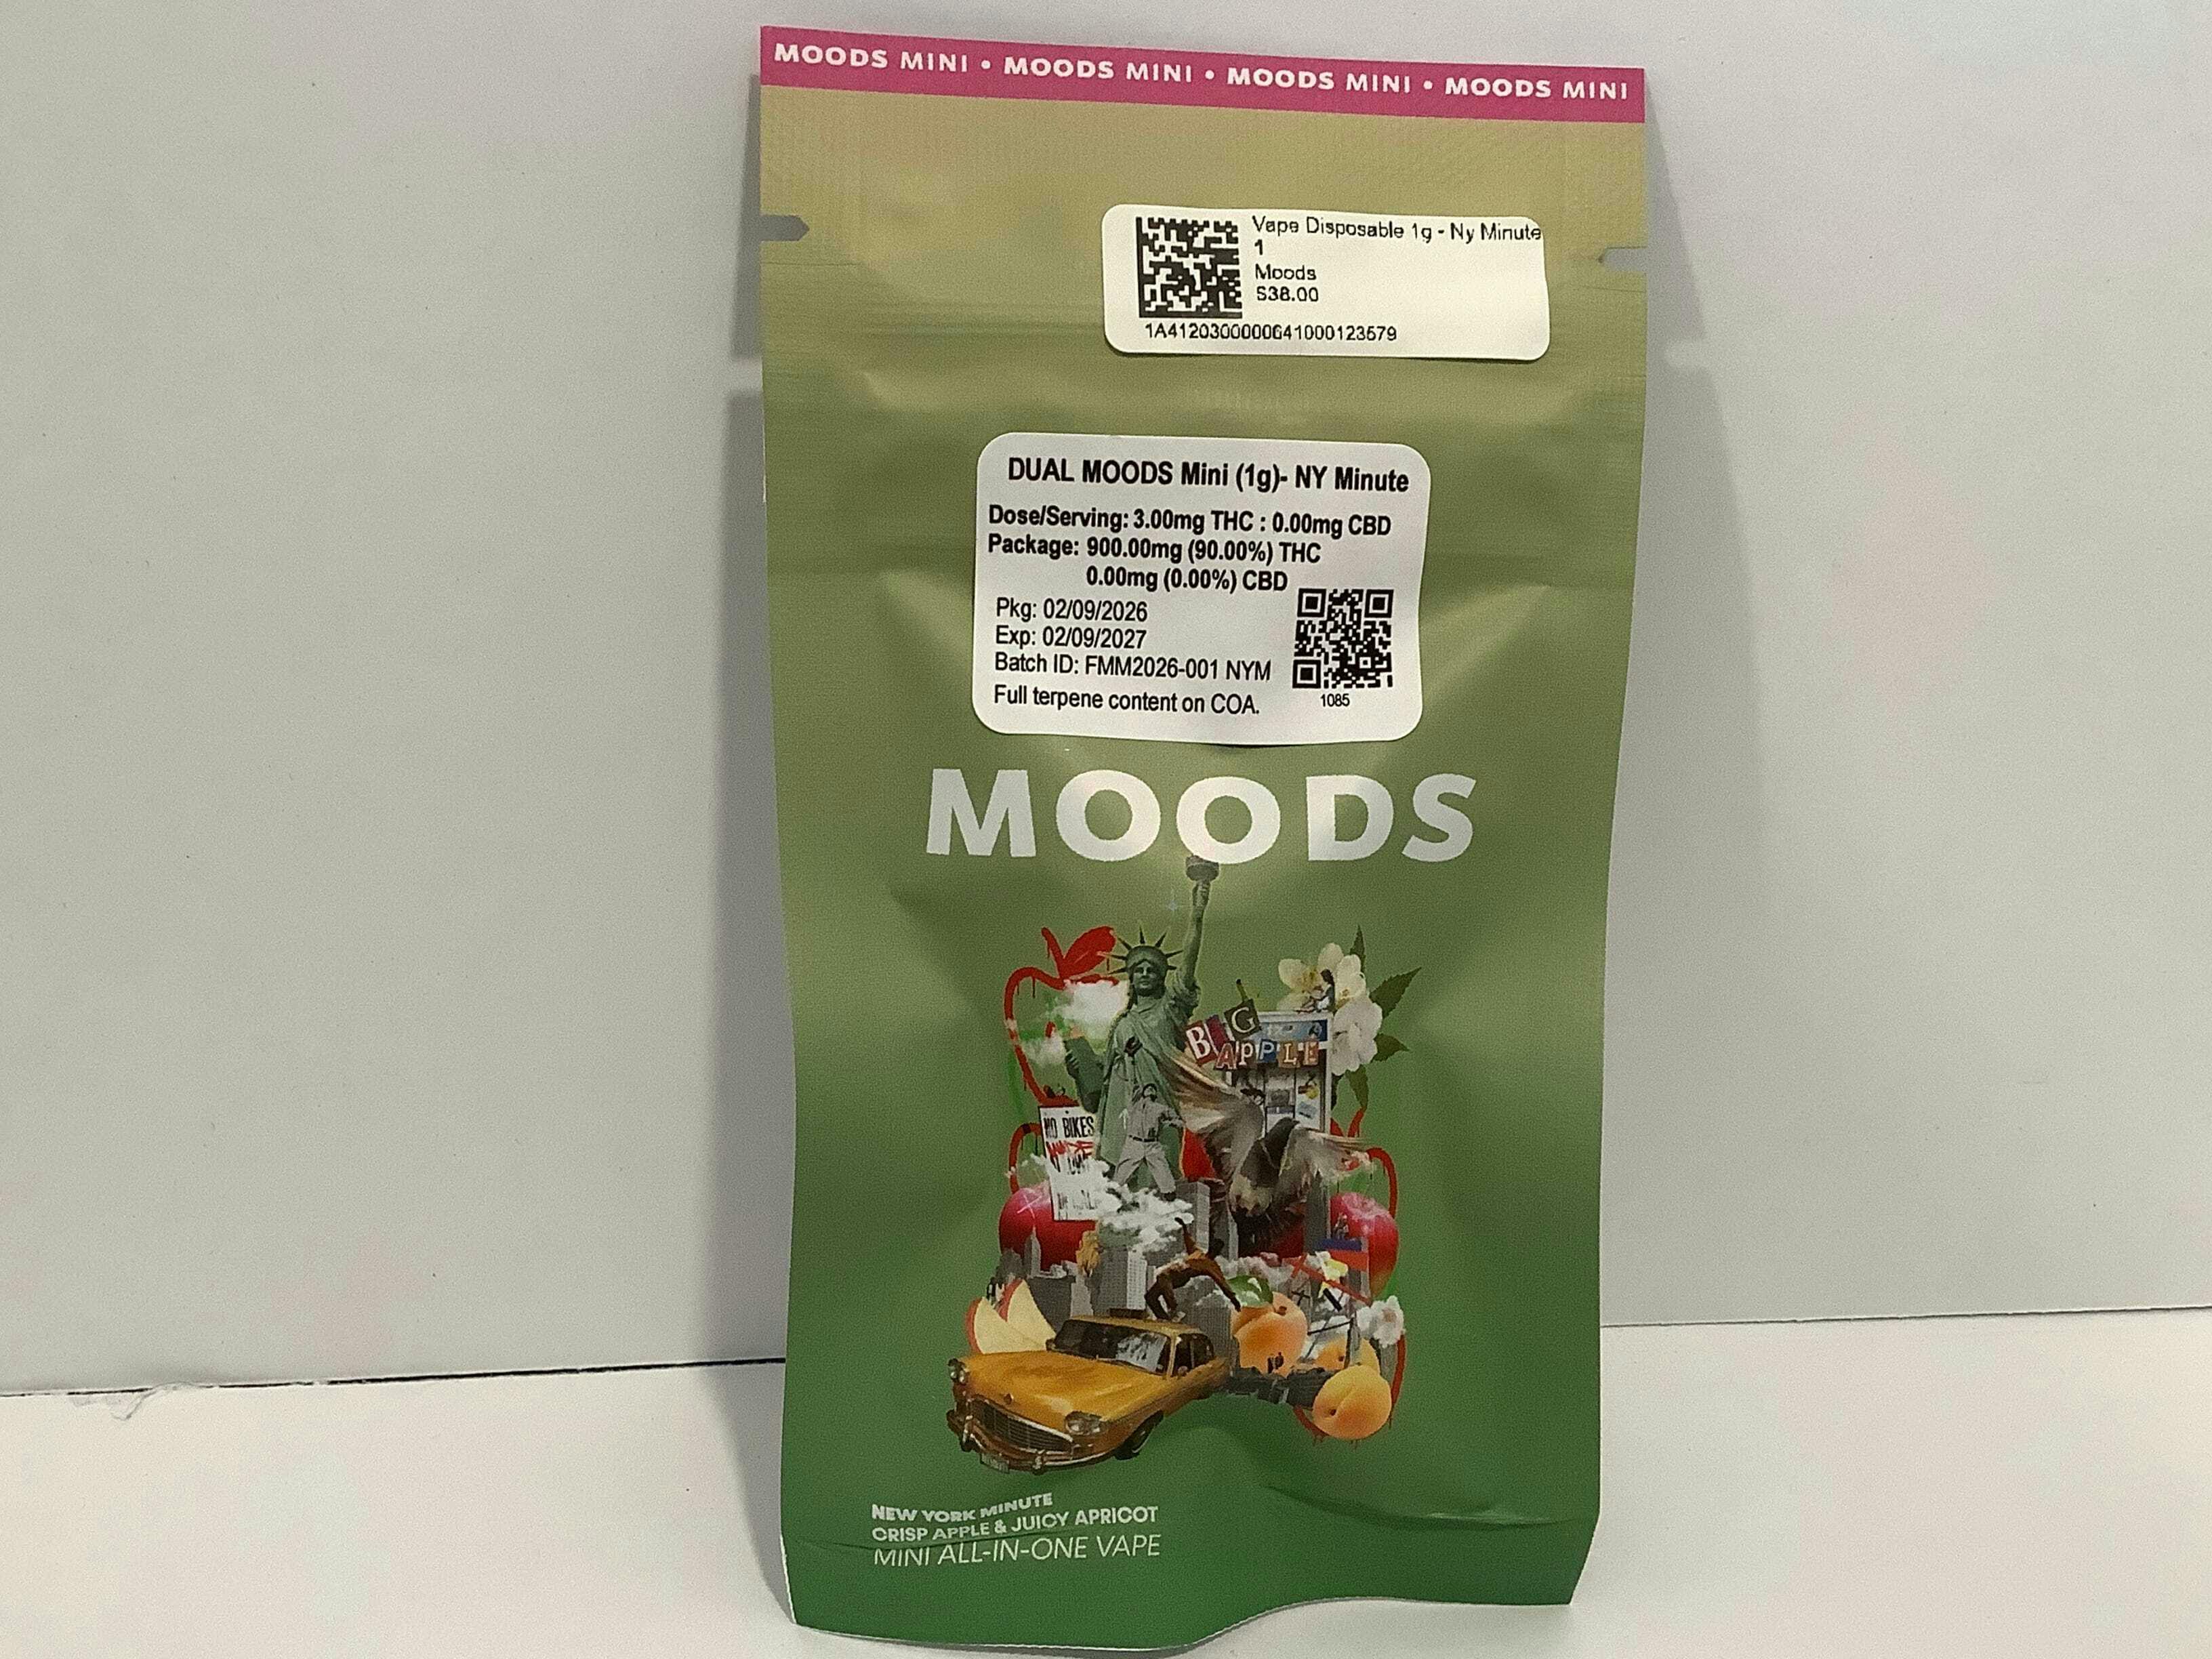 MOODS MINI • MOODS MINI • MOODS MINI • MOODS MINI
Vape Disposable 1g - Ny Minute
1
Moods
$38.00
1A4120300000641000123579
DUAL MOODS Mini (1g)- NY Minute
Dose/Serving: 3.00mg THC : 0.00mg CBD
Package: 900.00mg (90.00%) THC
0.00mg (0.00%) CBD
Pkg: 02/09/2026
Exp: 02/09/2027
Batch ID: FMM2026-001 NYM
Full terpene content on COA.
1085
MOODS
BIG
APPLE
NO BIKES
NEW YORK MINUTE
CRISP APPLE & JUICY APRICOT
MINI ALL-IN-ONE VAPE